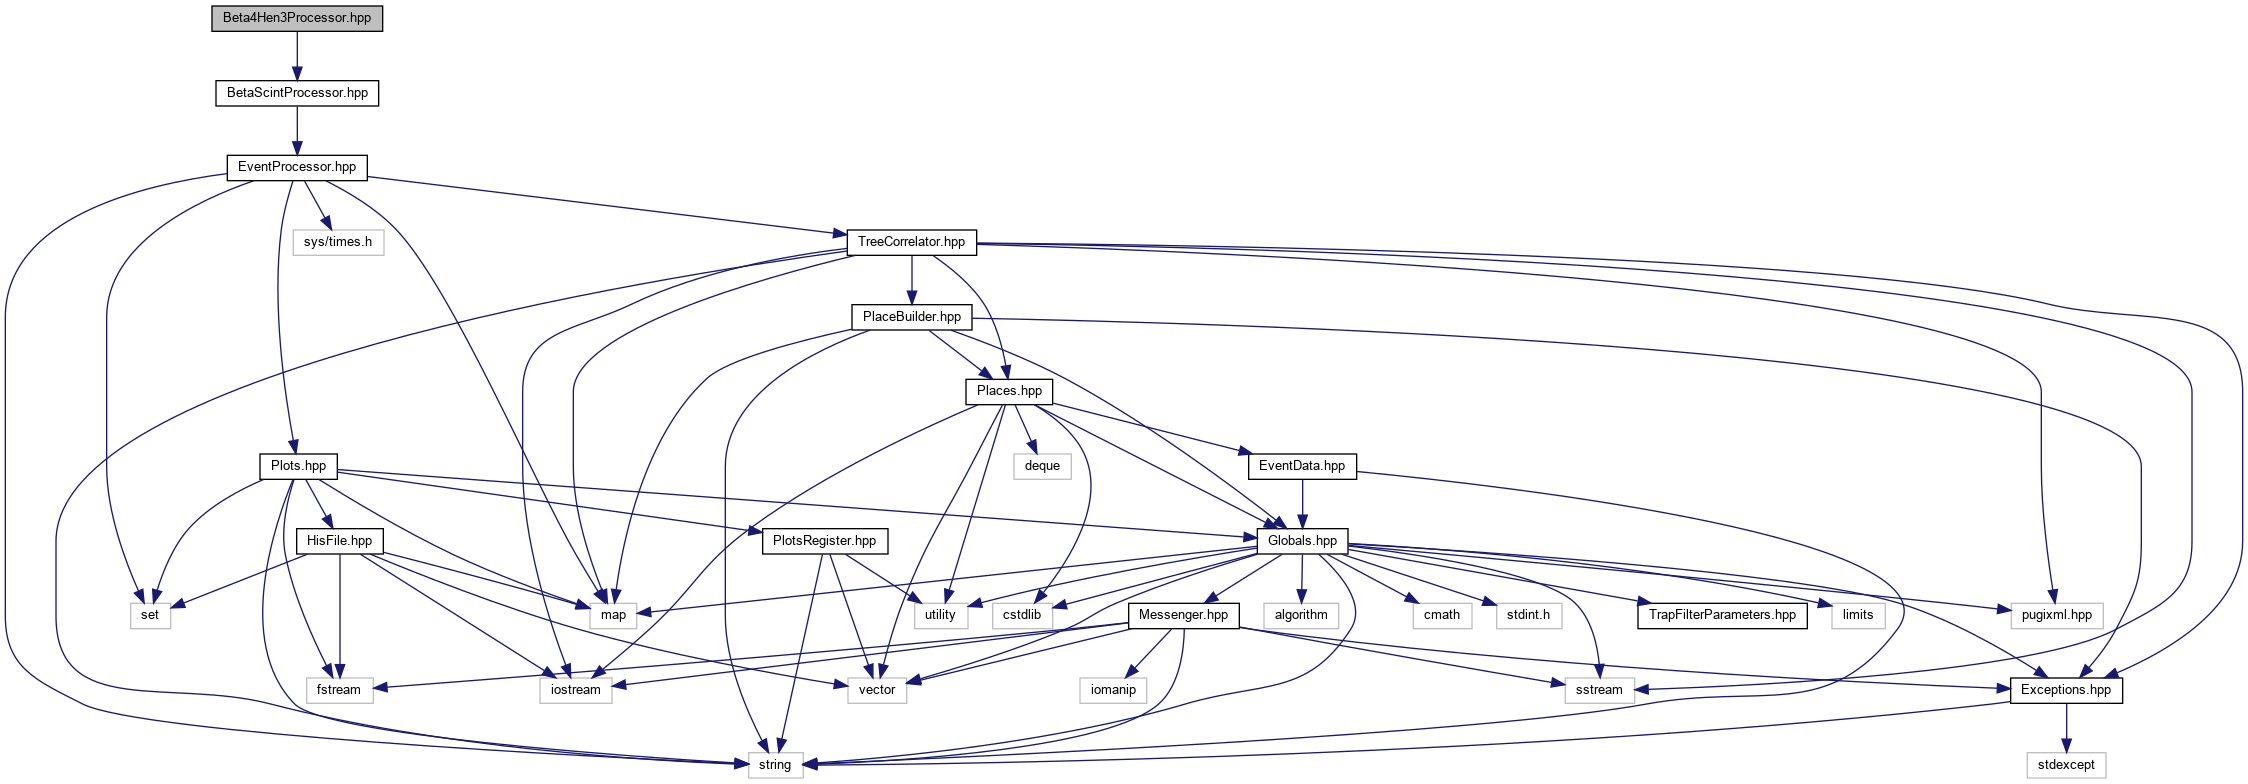 Beta4Hen3Processor.hpp
BetaScintProcessor.hpp
EventProcessor.hpp
sys/times.h
TreeCorrelator.hpp
PlaceBuilder.hpp
Places.hpp
Plots.hpp
deque
EventData.hpp
HisFile.hpp
PlotsRegister.hpp
Globals.hpp
set
map
utility
cstdlib
Messenger.hpp
algorithm
cmath
stdint.h
TrapFilterParameters.hpp
limits
pugixml.hpp
fstream
iostream
vector
iomanip
sstream
Exceptions.hpp
string
stdexcept